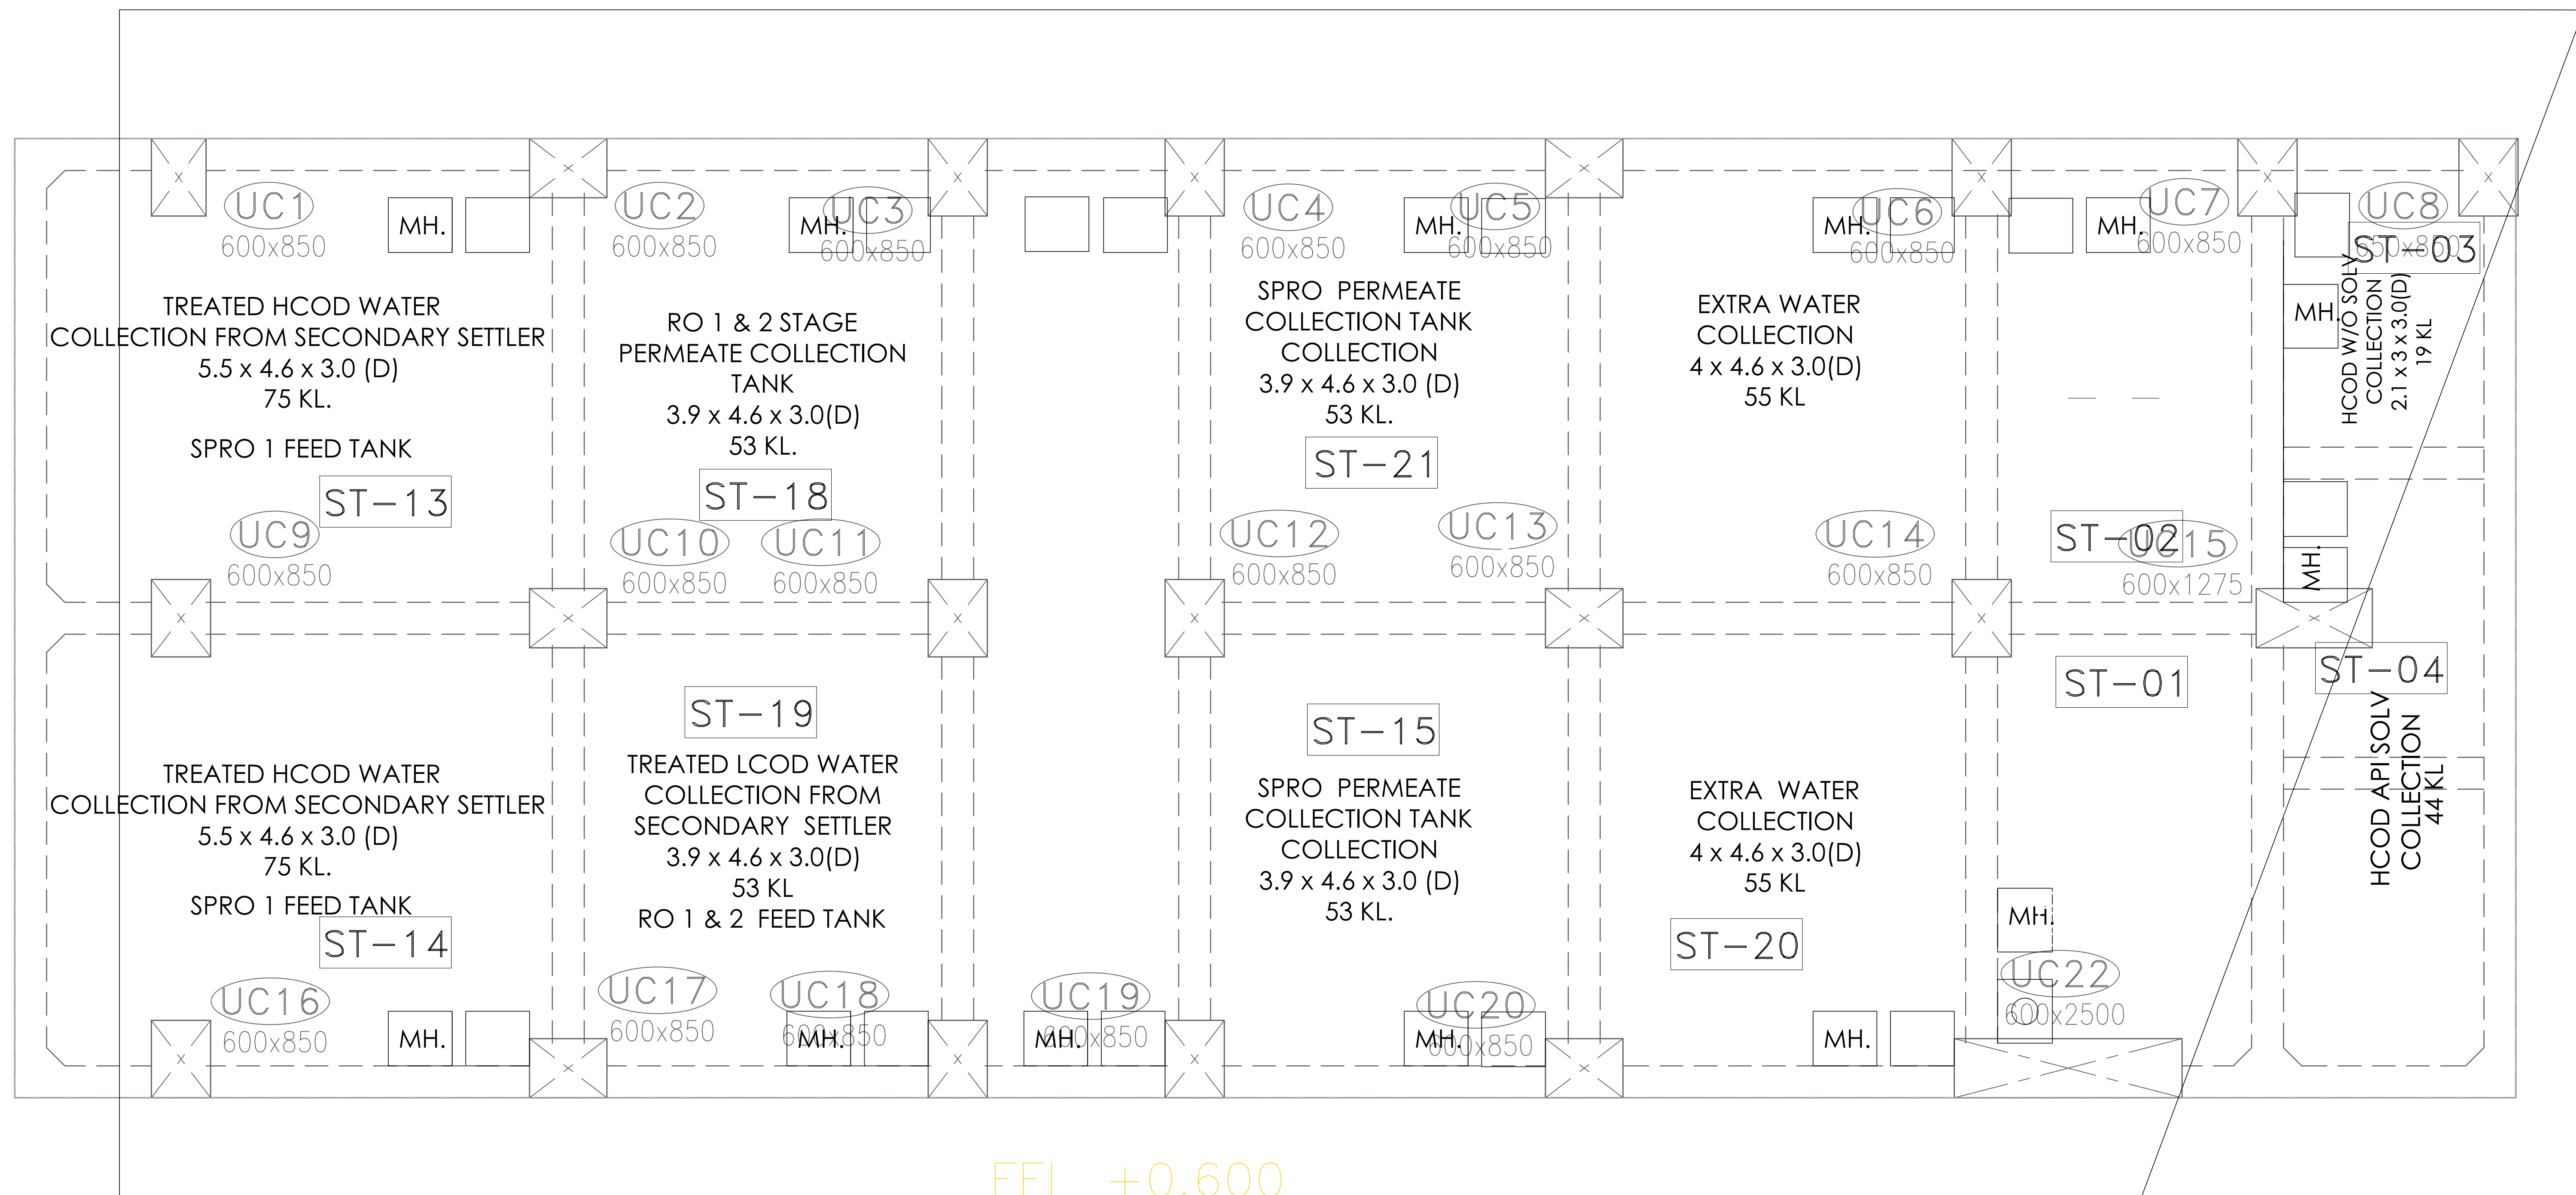 UC1
600x850
MH.
UC2
600x850
MH.
UC3
600x850
UC4
600x850
MH.
UC5
600x850
MH.
UC6
600x850
MH.
UC7
600x850
UC8
650x850
ST-03
TREATED HCOD WATER
COLLECTION FROM SECONDARY SETTLER
5.5 x 4.6 x 3.0 (D)
75 KL.
SPRO 1 FEED TANK
ST-13
RO 1 & 2 STAGE
PERMEATE COLLECTION
TANK
3.9 x 4.6 x 3.0(D)
53 KL.
ST-18
SPRO PERMEATE
COLLECTION TANK
COLLECTION
3.9 x 4.6 x 3.0 (D)
53 KL.
ST-21
EXTRA WATER
COLLECTION
4 x 4.6 x 3.0(D)
55 KL
MH.
HCOD W/O SOLV
COLLECTION
2.1 x 3 x 3.0(D)
19 KL
UC9
600x850
UC10
600x850
UC11
600x850
UC12
600x850
UC13
600x850
UC14
600x850
ST-02
UC15
600x1275
MH.
ST-19
TREATED LCOD WATER
COLLECTION FROM
SECONDARY SETTLER
3.9 x 4.6 x 3.0(D)
53 KL
RO 1 & 2 FEED TANK
TREATED HCOD WATER
COLLECTION FROM SECONDARY SETTLER
5.5 x 4.6 x 3.0 (D)
75 KL.
SPRO 1 FEED TANK
ST-14
ST-15
SPRO PERMEATE
COLLECTION TANK
COLLECTION
3.9 x 4.6 x 3.0 (D)
53 KL.
EXTRA WATER
COLLECTION
4 x 4.6 x 3.0(D)
55 KL
ST-20
ST-01
ST-04
HCOD API SOLV
COLLECTION
44 KL
MH.
UC16
600x850
MH.
UC17
600x850
UC18
600x850
MH.
UC19
600x850
MH.
UC20
600x850
MH.
MH.
UC22
600x2500
+0.600